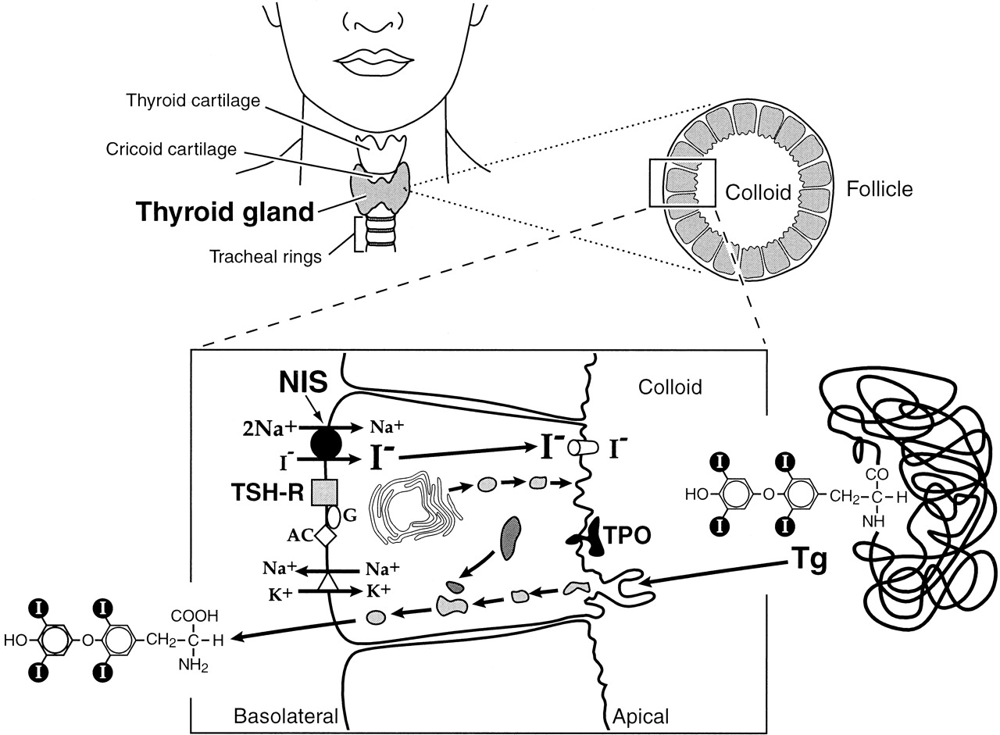 Thyroid cartilage
Cricoid cartilage
Thyroid gland
Tracheal rings
Colloid
Follicle
NIS
Colloid
2Na+
Na+
I-
I-
I-
I-
TSH-R
G
AC
TPO
Na+
Na+
K+
K+
I
I
CO
HO
O
CH2
C
H
I
I
NH
Tg
I
I
COOH
HO
O
CH2
C
H
I
I
NH2
Basolateral
Apical